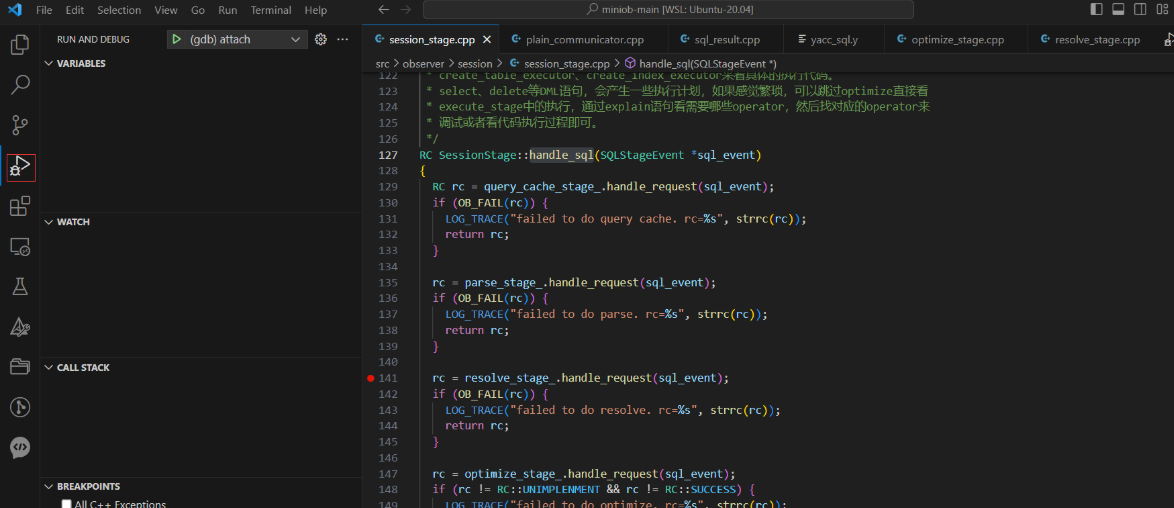 File Edit Selection View Go Run Terminal Help
miniob-main [WSL: Ubuntu-20.04]
RUN AND DEBUG
(gdb) attach
session_stage.cpp
plain_communicator.cpp
sql_result.cpp
yacc_sql.y
optimize_stage.cpp
resolve_stage.cpp
src > observer > session > session_stage.cpp > handle_sql(SQLStageEvent *)
VARIABLES
WATCH
CALL STACK
BREAKPOINTS
All C++ Exceptions
122 * create_table_executor、create_index_executor来看具体的执行代码。
123 * select、delete等DML语句，会产生一些执行计划，如果感觉繁琐，可以跳过optimize直接看
124 * execute_stage中的执行，通过explain语句看需要哪些operator，然后找对应的operator来
125 * 调试或者看代码执行过程即可。
126 */
127 RC SessionStage::handle_sql(SQLStageEvent *sql_event)
128 {
129 RC rc = query_cache_stage_.handle_request(sql_event);
130 if (OB_FAIL(rc)) {
131 LOG_TRACE("failed to do query cache. rc=%s", strrc(rc));
132 return rc;
133 }
134
135 rc = parse_stage_.handle_request(sql_event);
136 if (OB_FAIL(rc)) {
137 LOG_TRACE("failed to do parse. rc=%s", strrc(rc));
138 return rc;
139 }
140
141 rc = resolve_stage_.handle_request(sql_event);
142 if (OB_FAIL(rc)) {
143 LOG_TRACE("failed to do resolve. rc=%s", strrc(rc));
144 return rc;
145 }
146
147 rc = optimize_stage_.handle_request(sql_event);
148 if (rc != RC::UNIMPLENMENT && rc != RC::SUCCESS) {
149 LOG_TRACE("failed to do optimize. rc=%s", strrc(rc));